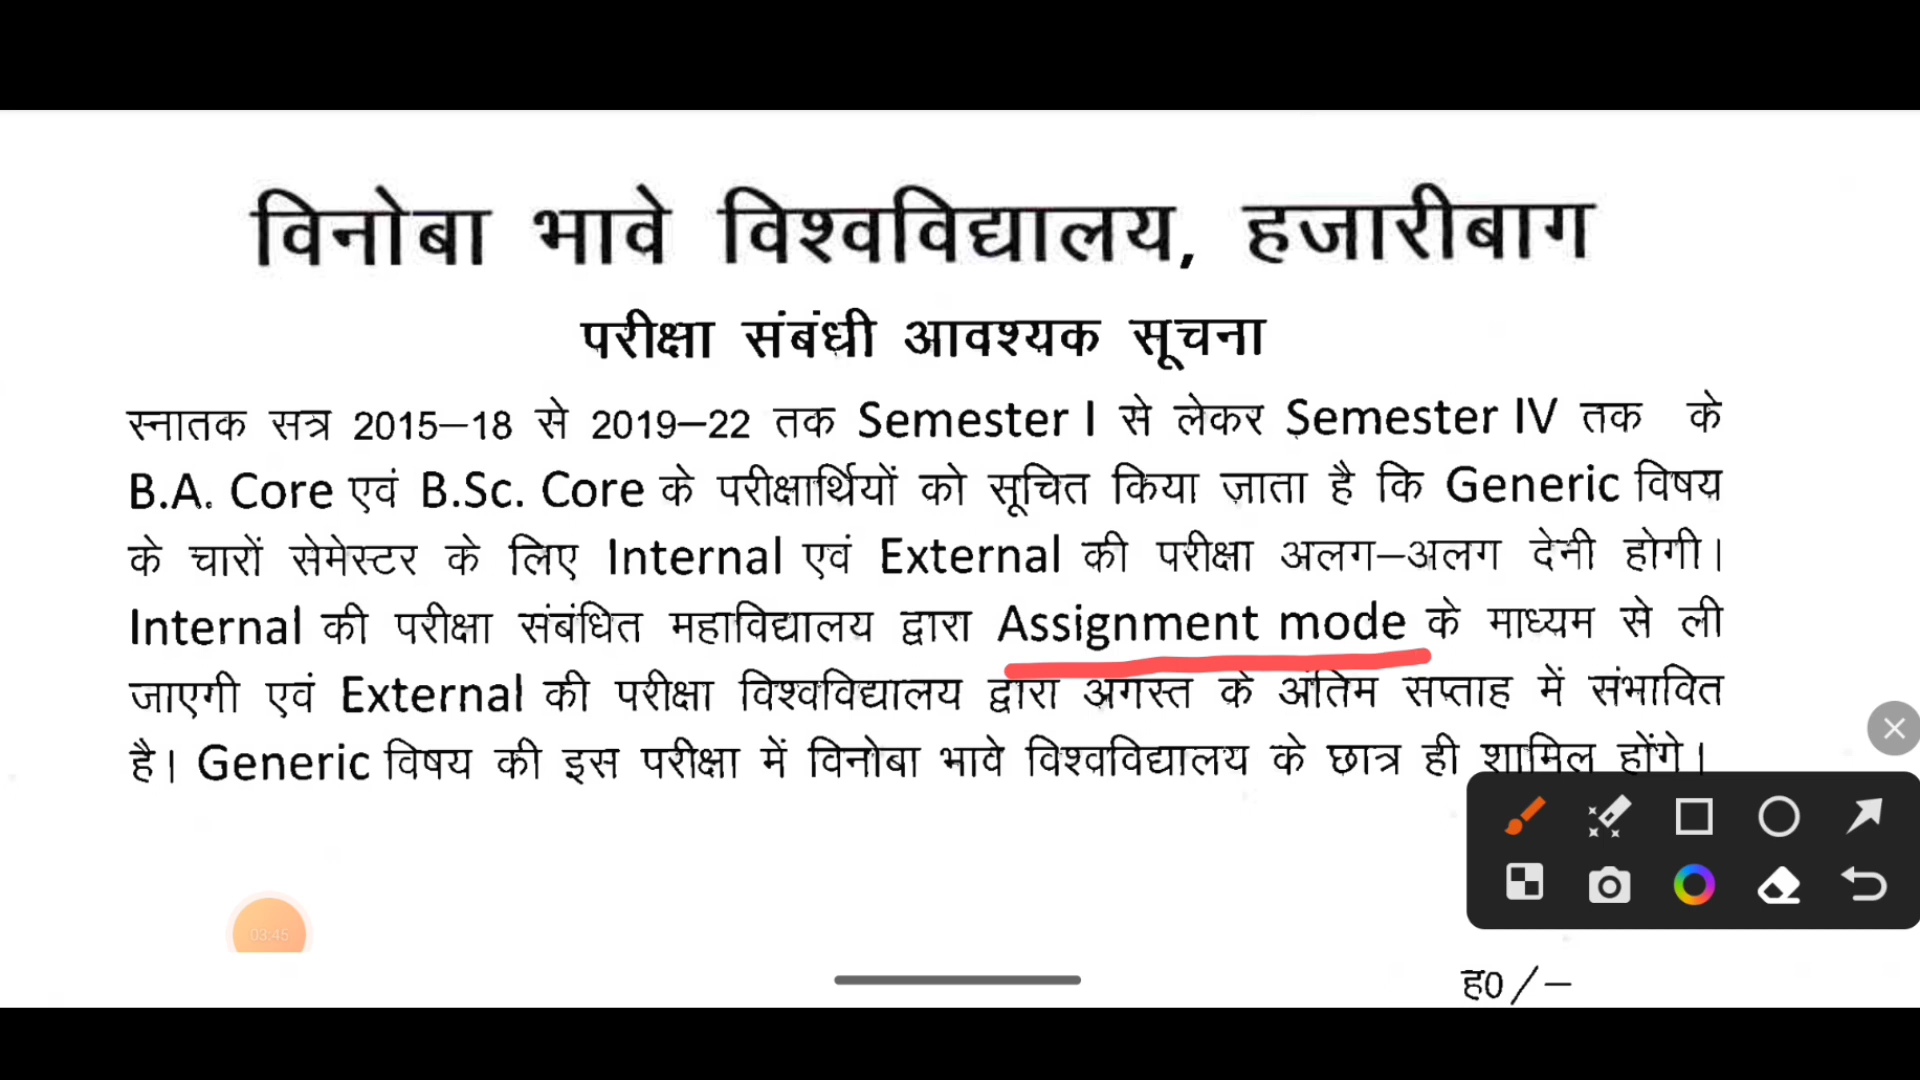 विनोबा भावे विश्वविद्यालय, हजारीबाग
परीक्षा संबंधी आवश्यक सूचना
स्नातक सत्र 2015–18 से 2019–22 तक Semester I से लेकर Semester IV तक के
B.A. Core एवं B.Sc. Core के परीक्षार्थियों को सूचित किया जाता है कि Generic विषय
के चारों सेमेस्टर के लिए Internal एवं External की परीक्षा अलग–अलग देनी होगी।
Internal की परीक्षा संबंधित महाविद्यालय द्वारा Assignment mode के माध्यम से ली
जाएगी एवं External की परीक्षा विश्वविद्यालय द्वारा अगस्त के अंतिम सप्ताह में संभावित
है। Generic विषय की इस परीक्षा में विनोबा भावे विश्वविद्यालय के छात्र ही शामिल होंगे।
03:45
ह0/–